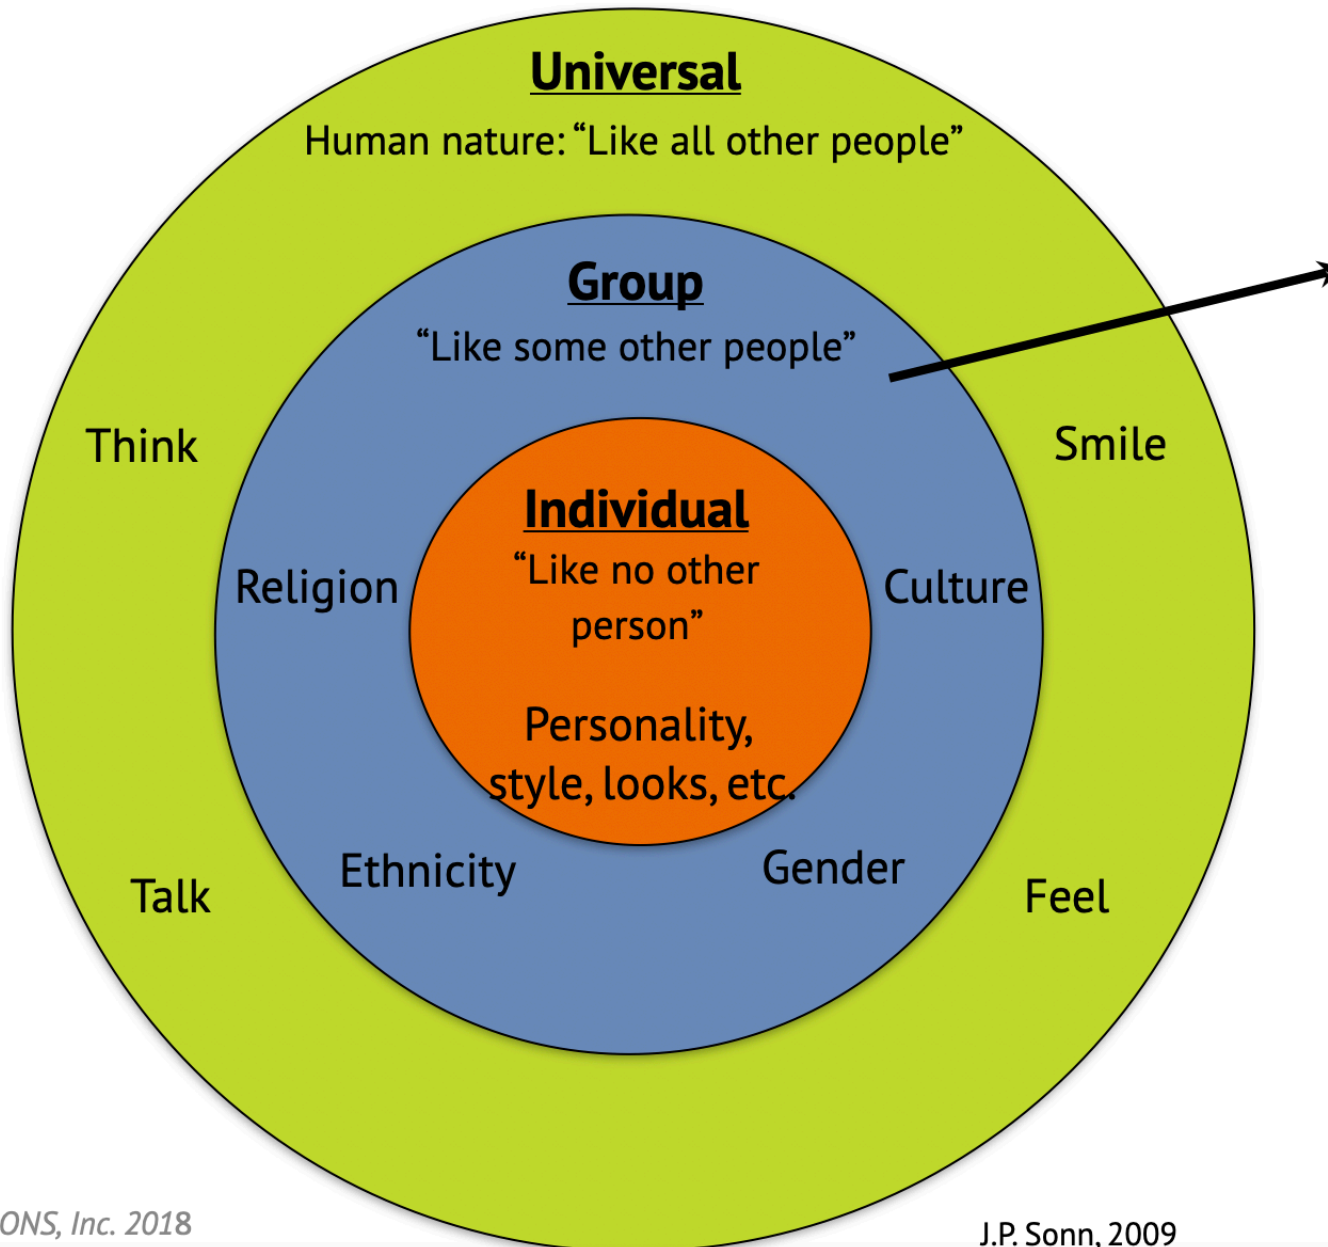 Universal
Human nature: “Like all other people”
Group
“Like some other people”
Think
Smile
Individual
“Like no other
person”
Religion
Culture
Personality,
style, looks, etc.
Ethnicity
Gender
Talk
Feel
ONS, Inc. 2018
J.P. Sonn, 2009